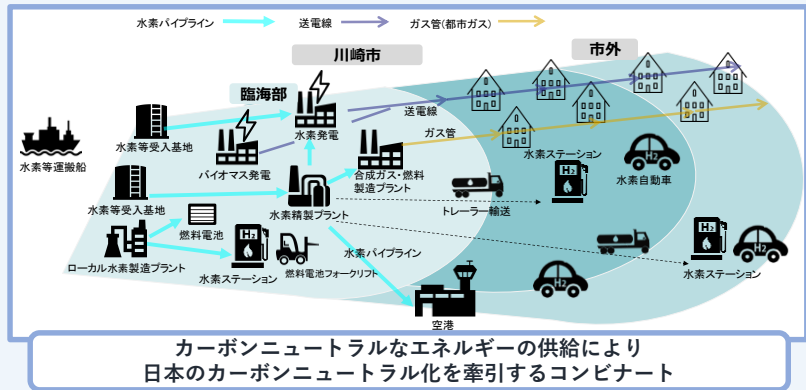 水素パイプライン
送電線
ガス管(都市ガス)
川崎市
市外
臨海部
送電線
水素発電
ガス管
水素等受入基地
水素ステーション
水素等運搬船
バイオマス発電
合成ガス・燃料
製造プラント
H2
水素自動車
水素等受入基地
水素精製プラント
トレーラー輸送
燃料電池
H2
水素パイプライン
ローカル水素製造プラント
水素ステーション
燃料電池フォークリフト
H2
H2
水素ステーション
H2
H2
空港
カーボンニュートラルなエネルギーの供給により
日本のカーボンニュートラル化を牽引するコンビナート